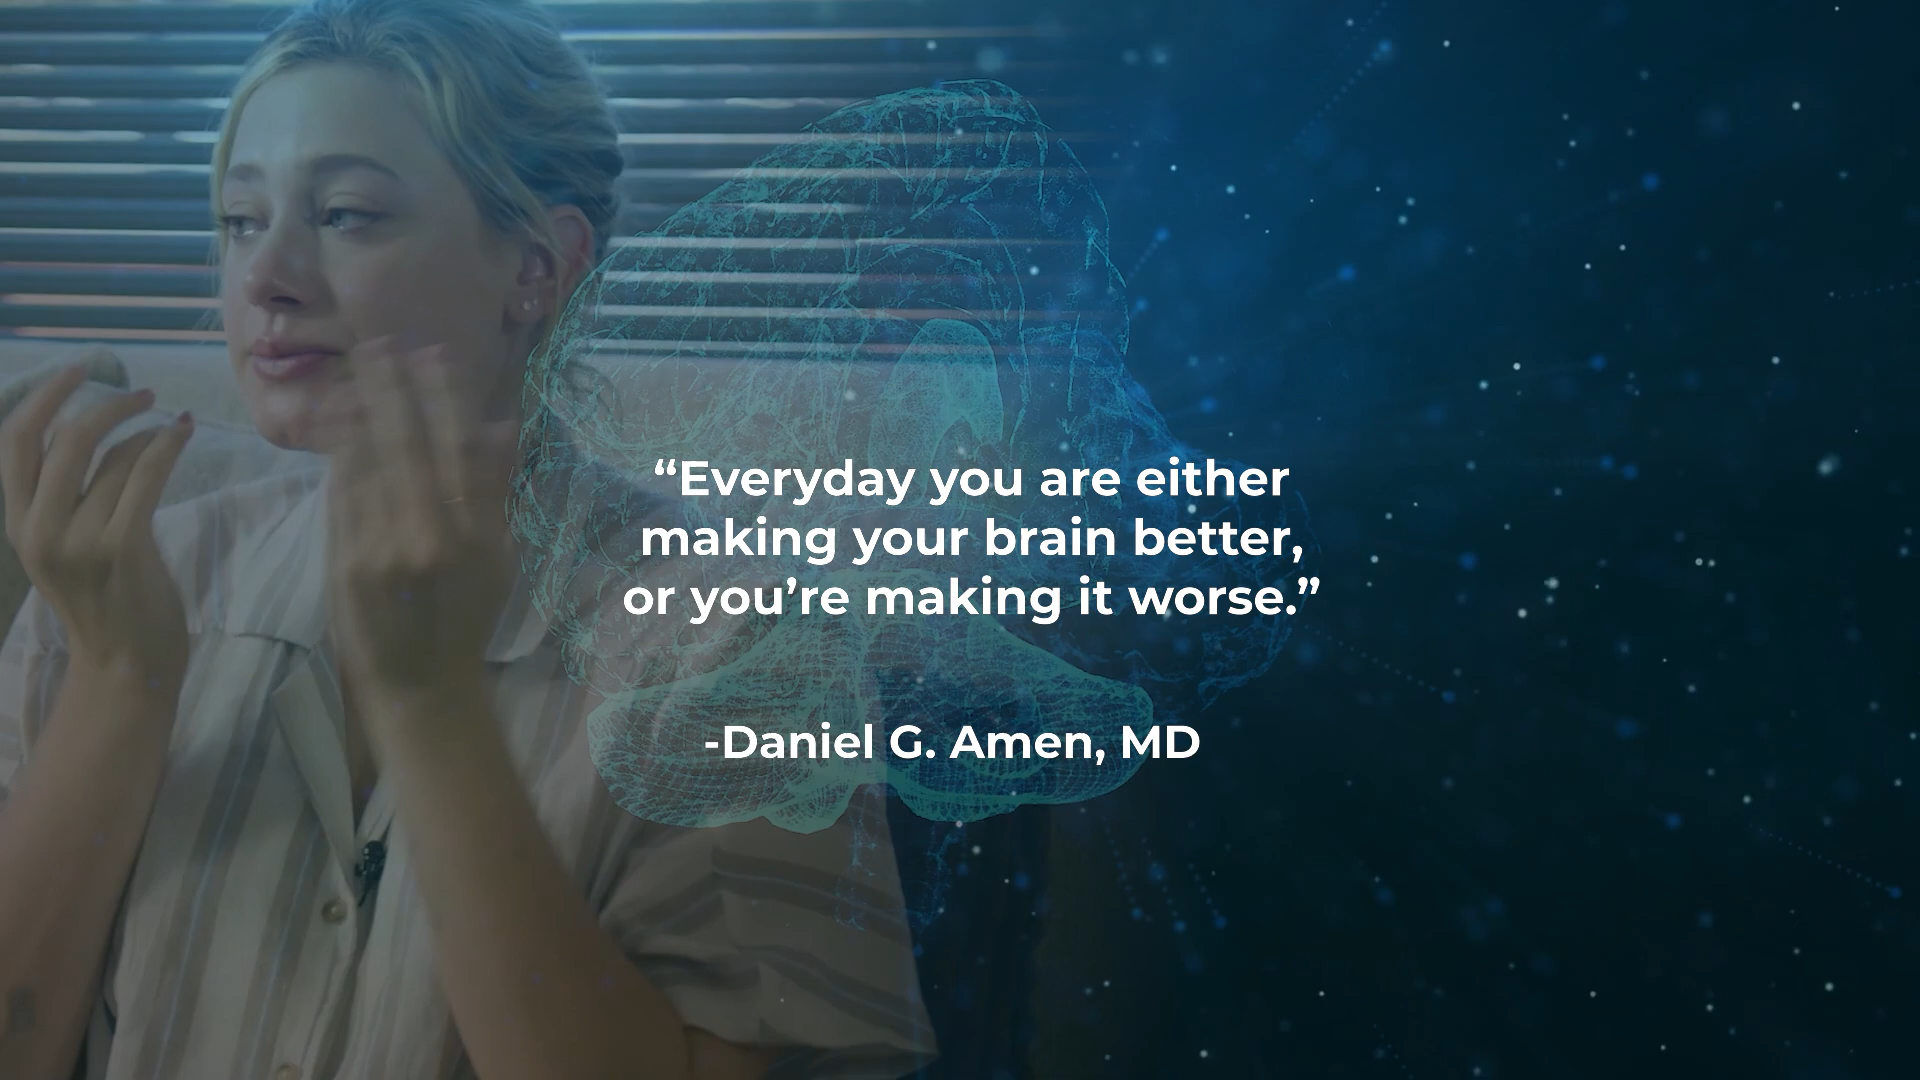 “Everyday you are either
making your brain better,
or you’re making it worse.”
-Daniel G. Amen, MD